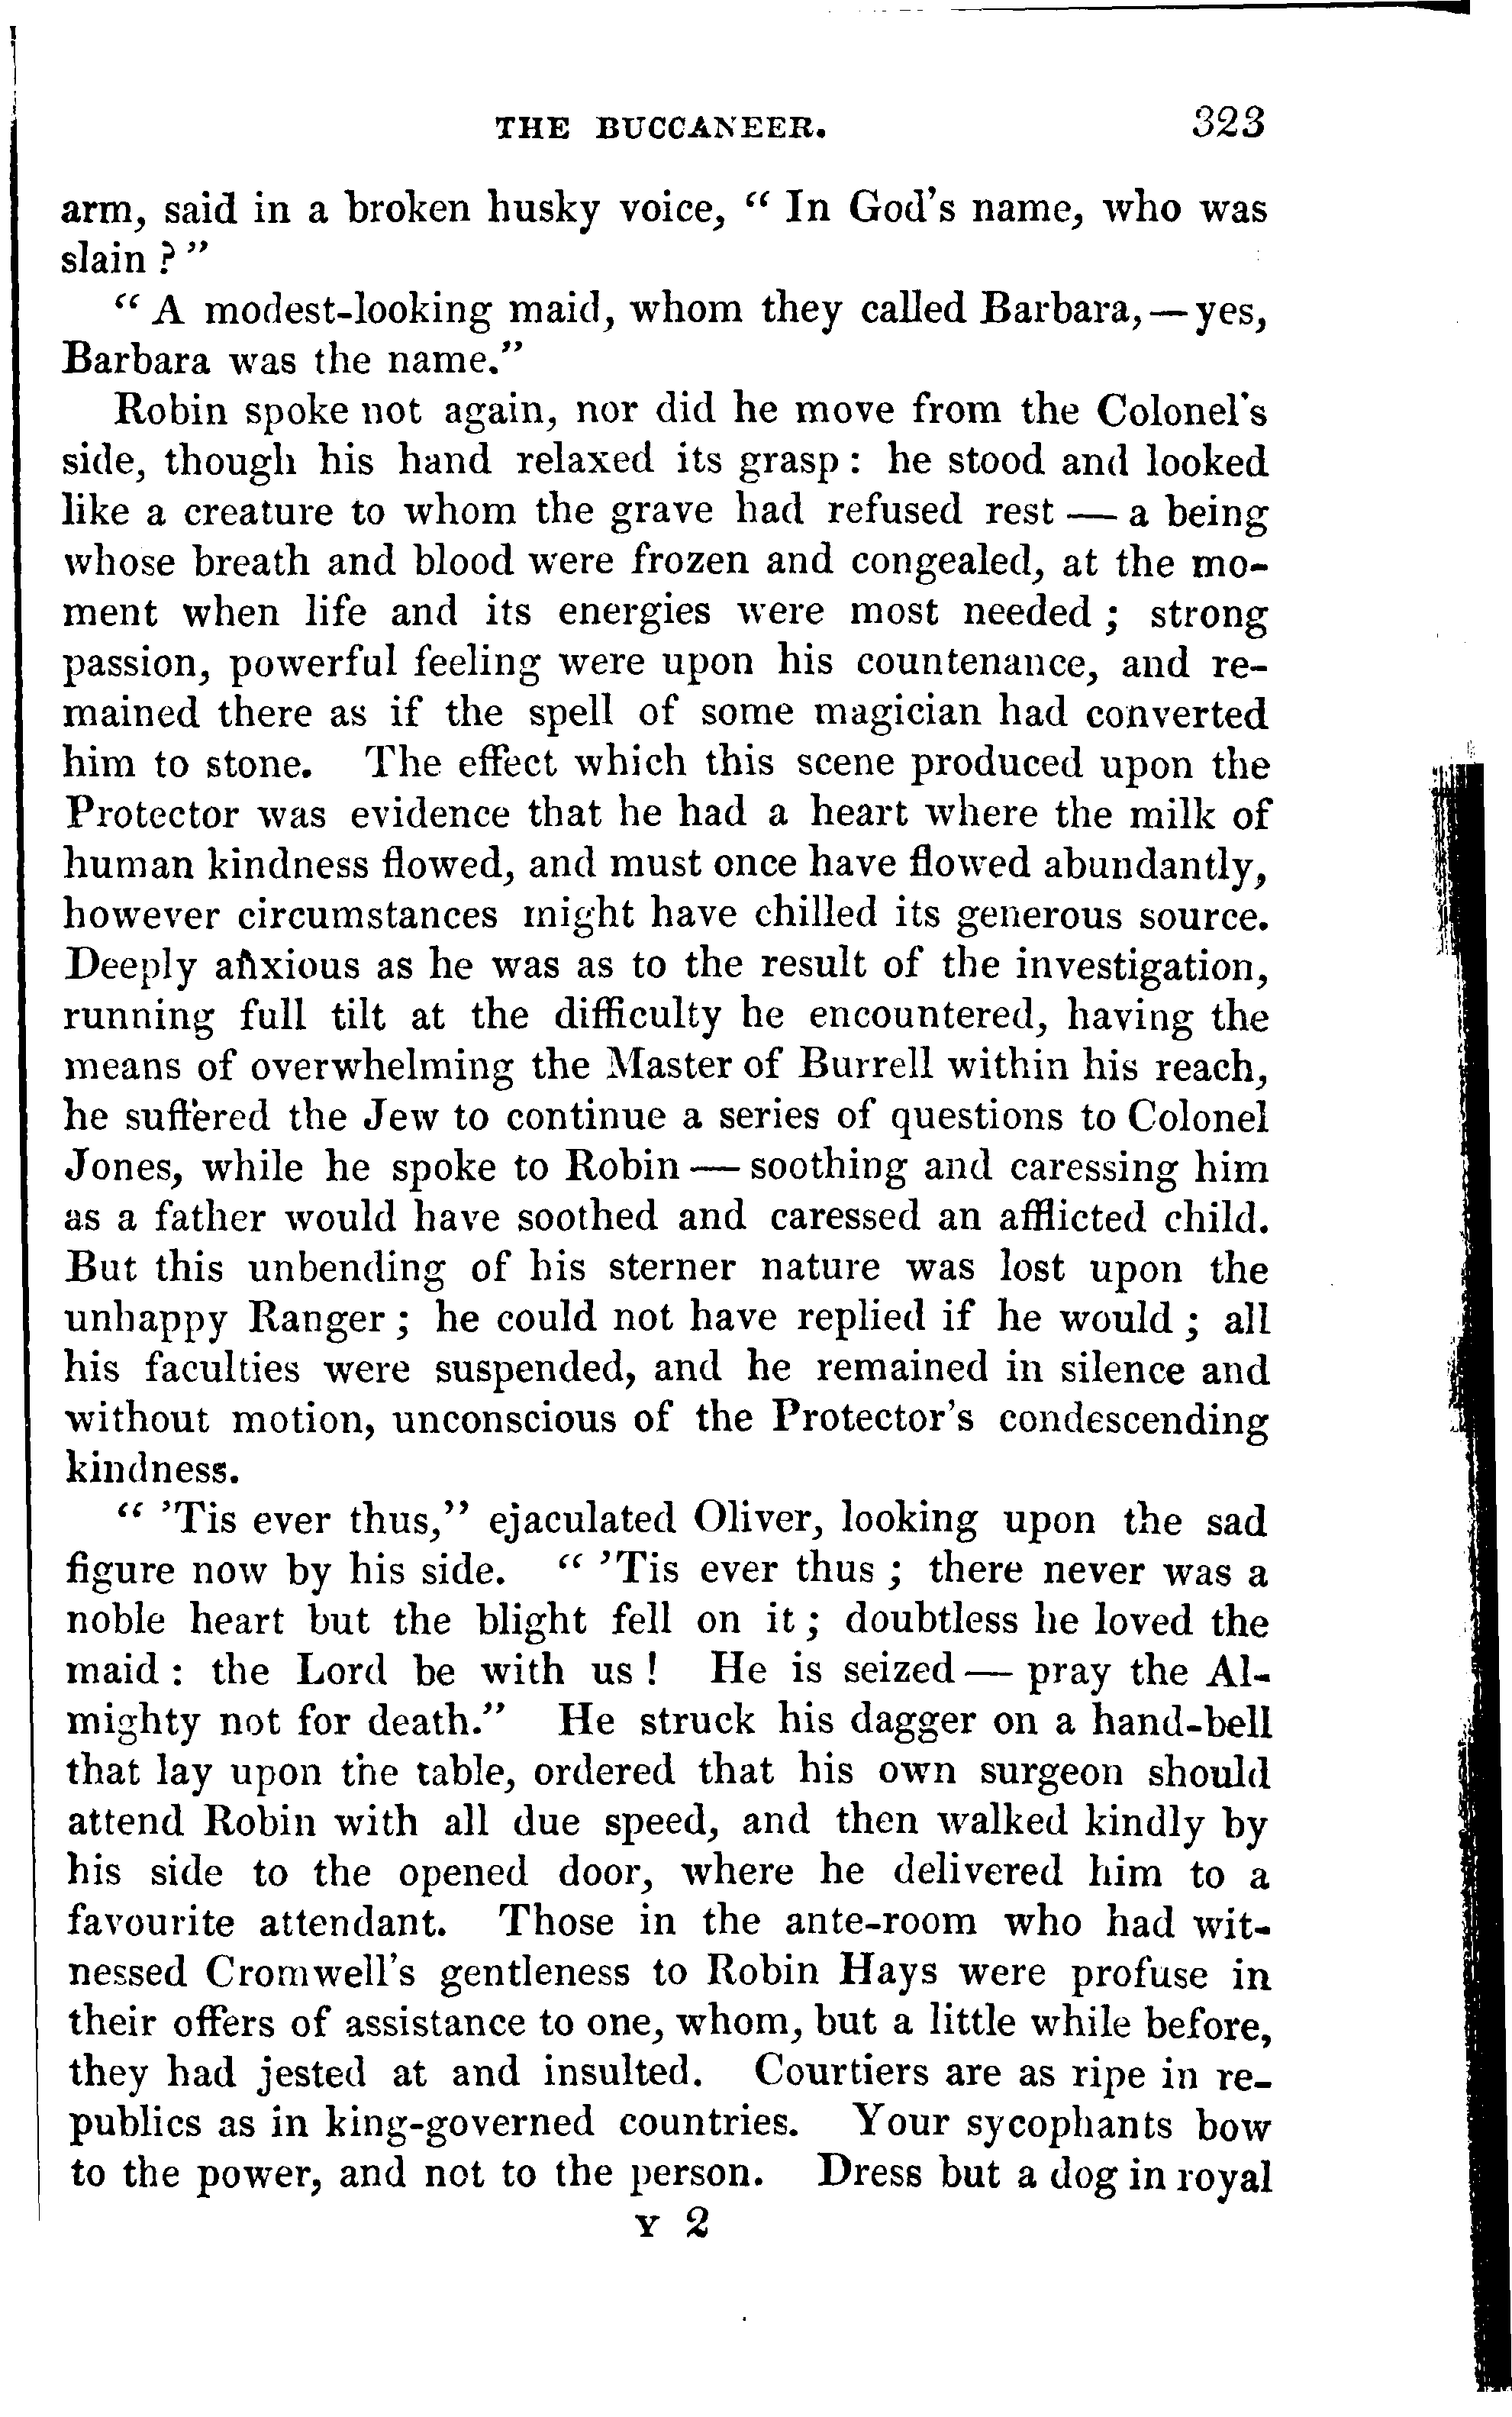 THE BUCCANEER. 323
arm, said in a broken husky voice, “ In God's name, who was
slain ? ”
“ A modest-looking maid, whom they called Barbara, — yes,
Barbara was the name.”
Robin spoke not again, nor did he move from the Colonel's
side, though his hand relaxed its grasp : he stood and looked
like a creature to whom the grave had refused rest — a being
whose breath and blood were frozen and congealed, at the mo-
ment when life and its energies were most needed ; strong
passion, powerful feeling were upon his countenance, and re-
mained there as if the spell of some magician had converted
him to stone. The effect which this scene produced upon the
Protector was evidence that he had a heart where the milk of
human kindness flowed, and must once have flowed abundantly,
however circumstances might have chilled its generous source.
Deeply anxious as he was as to the result of the investigation,
running full tilt at the difficulty he encountered, having the
means of overwhelming the Master of Burrell within his reach,
he suffered the Jew to continue a series of questions to Colonel
Jones, while he spoke to Robin — soothing and caressing him
as a father would have soothed and caressed an afflicted child.
But this unbending of his sterner nature was lost upon the
unhappy Ranger ; he could not have replied if he would ; all
his faculties were suspended, and he remained in silence and
without motion, unconscious of the Protector's condescending
kindness.
“ 'Tis ever thus,” ejaculated Oliver, looking upon the sad
figure now by his side. “ 'Tis ever thus ; there never was a
noble heart but the blight fell on it ; doubtless he loved the
maid : the Lord be with us ! He is seized — pray the Al-
mighty not for death.” He struck his dagger on a hand-bell
that lay upon the table, ordered that his own surgeon should
attend Robin with all due speed, and then walked kindly by
his side to the opened door, where he delivered him to a
favourite attendant. Those in the ante-room who had wit-
nessed Cromwell's gentleness to Robin Hays were profuse in
their offers of assistance to one, whom, but a little while before,
they had jested at and insulted. Courtiers are as ripe in re-
publics as in king-governed countries. Your sycophants bow
to the power, and not to the person. Dress but a dog in royal
Y 2